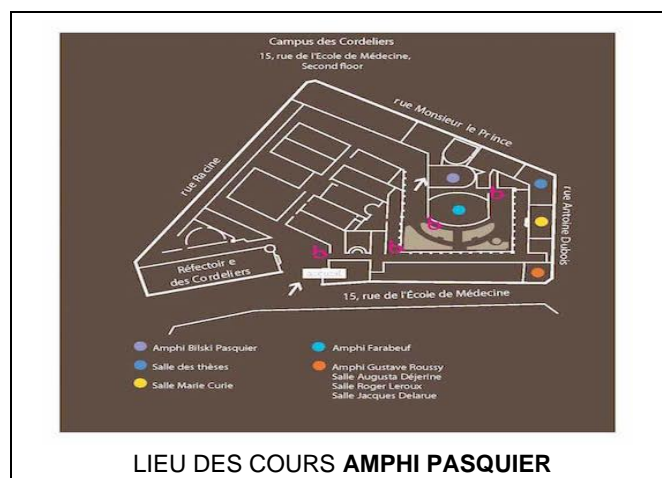 Campus des Cordeliers
15, rue de l'Ecole de Médecine,
Second floor
rue Monsieur le Prince
rue Racine
rue Antoine Dubois
Réfectoire
des Cordeliers
15, rue de l'École de Médecine
Amphi Bilski Pasquier
Salle des thèses
Salle Marie Curie
Amphi Farabeuf
Amphi Gustave Roussy
Salle Augusta Déjerine
Salle Roger Leroux
Salle Jacques Delarue
LIEU DES COURS AMPHI PASQUIER